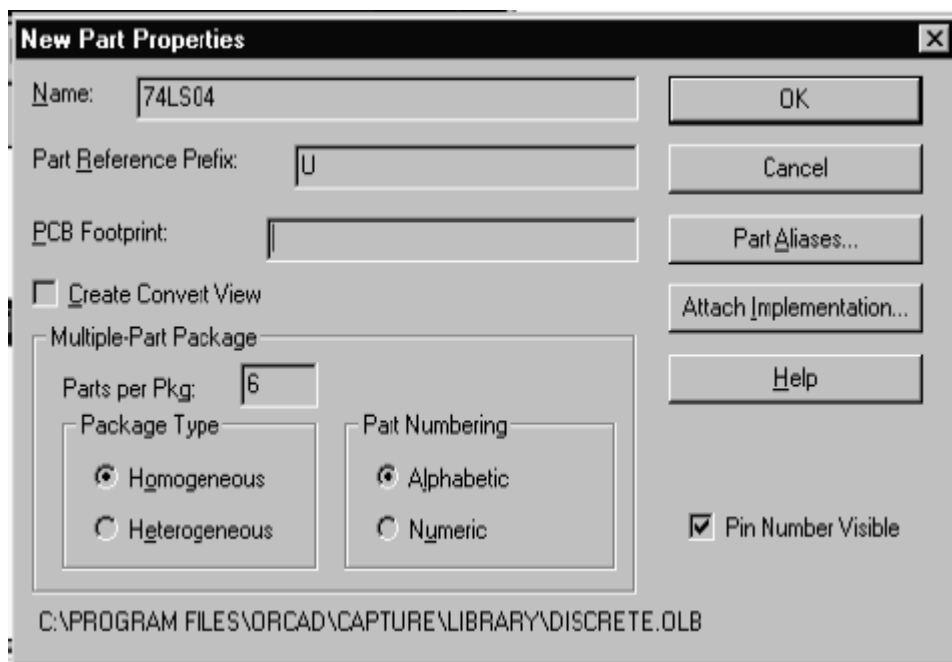 New Part Properties
Name: 74LS04
OK
Part Reference Prefix: U
Cancel
PCB Footprint:
Part Aliases...
Create Convert View
Attach Implementation...
Multiple-Part Package
Parts per Pkg: 6
Help
Package Type
Part Numbering
Homogeneous
Alphabetic
Heterogeneous
Numeric
Pin Number Visible
C:\PROGRAM FILES\ORCAD\CAPTURE\LIBRARY\DISCRETE.OLB